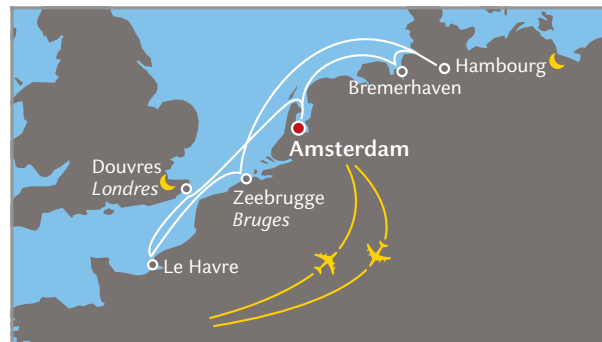 Hambourg
Bremerhaven
Amsterdam
Douvres
Londres
Zeebrugge
Bruges
Le Havre